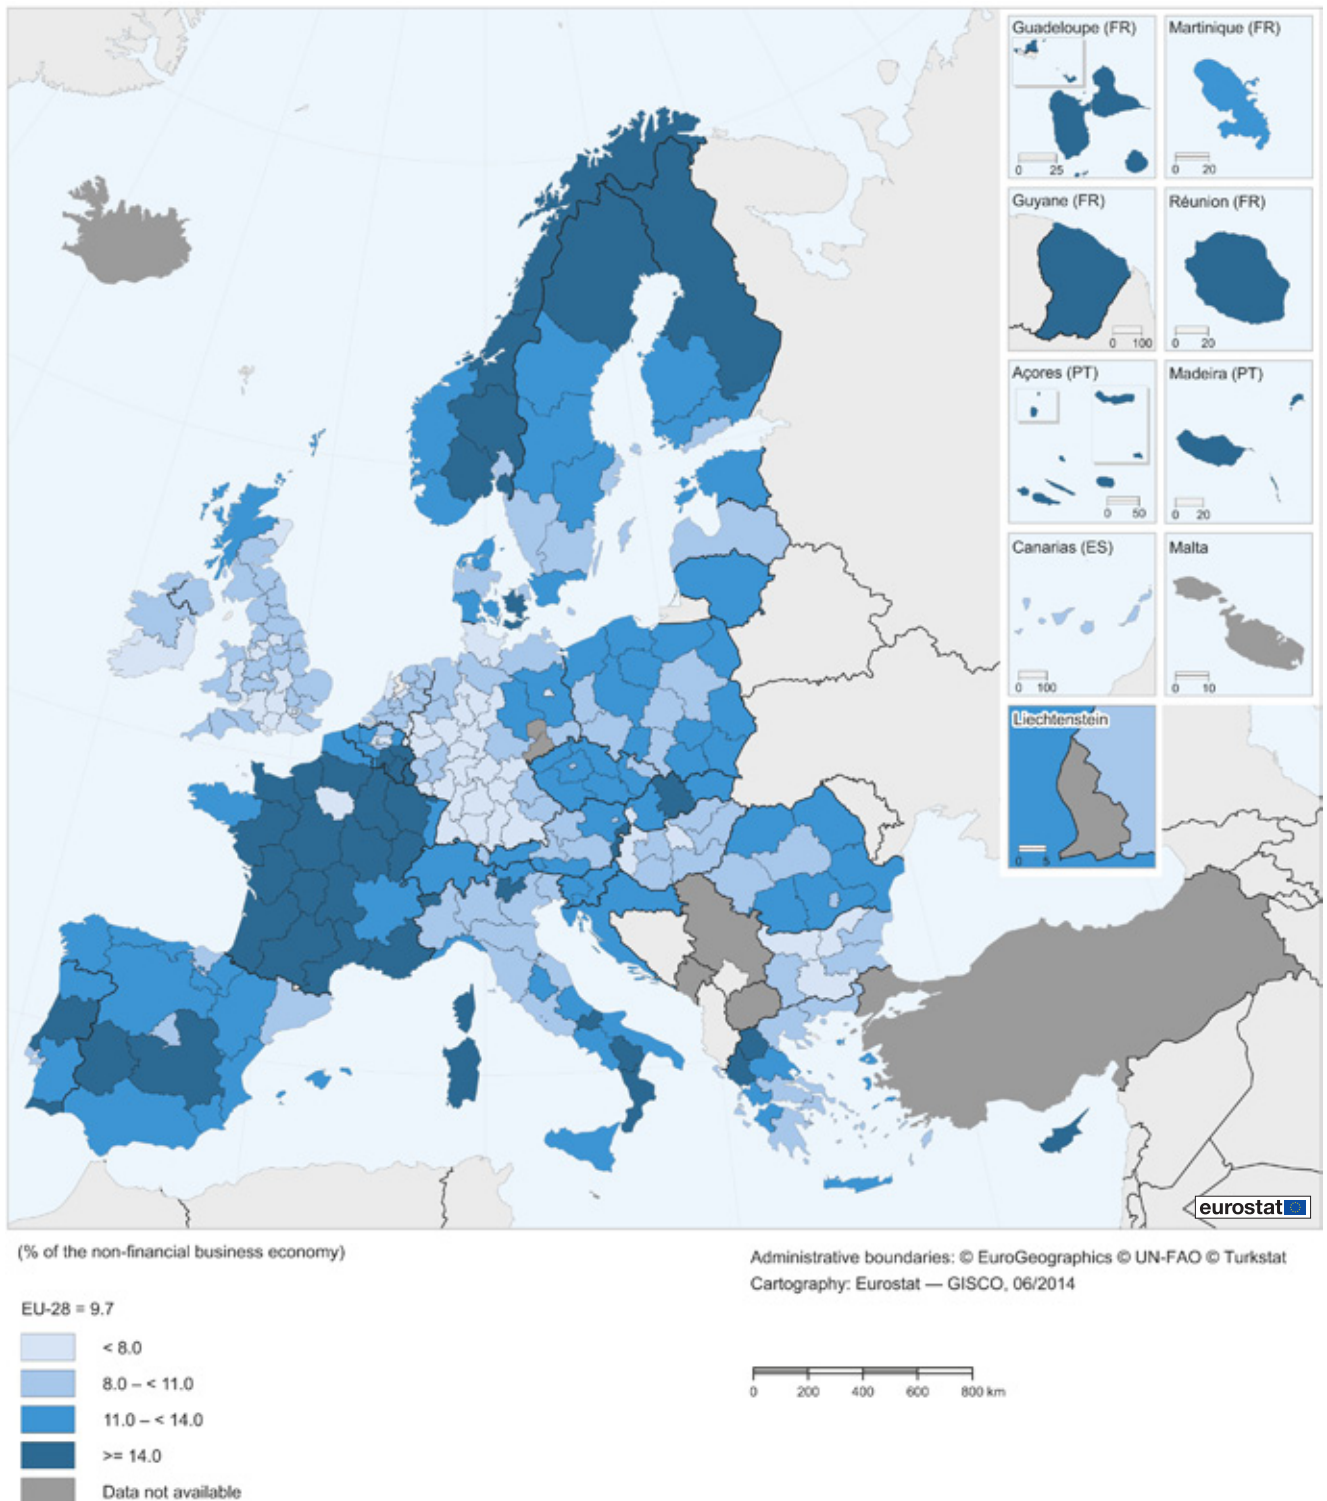 Guadeloupe (FR)
0 25
Martinique (FR)
0 20
Guyane (FR)
0 100
Réunion (FR)
0 20
Açores (PT)
0 50
Madeira (PT)
0 20
Canarias (ES)
0 100
Malta
0 10
Liechtenstein
0 5
eurostat
(% of the non-financial business economy)
Administrative boundaries: © EuroGeographics © UN-FAO © Turkstat
Cartography: Eurostat — GISCO, 06/2014
EU-28 = 9.7
< 8.0
8.0 – < 11.0
11.0 – < 14.0
>= 14.0
Data not available
0 200 400 600 800 km